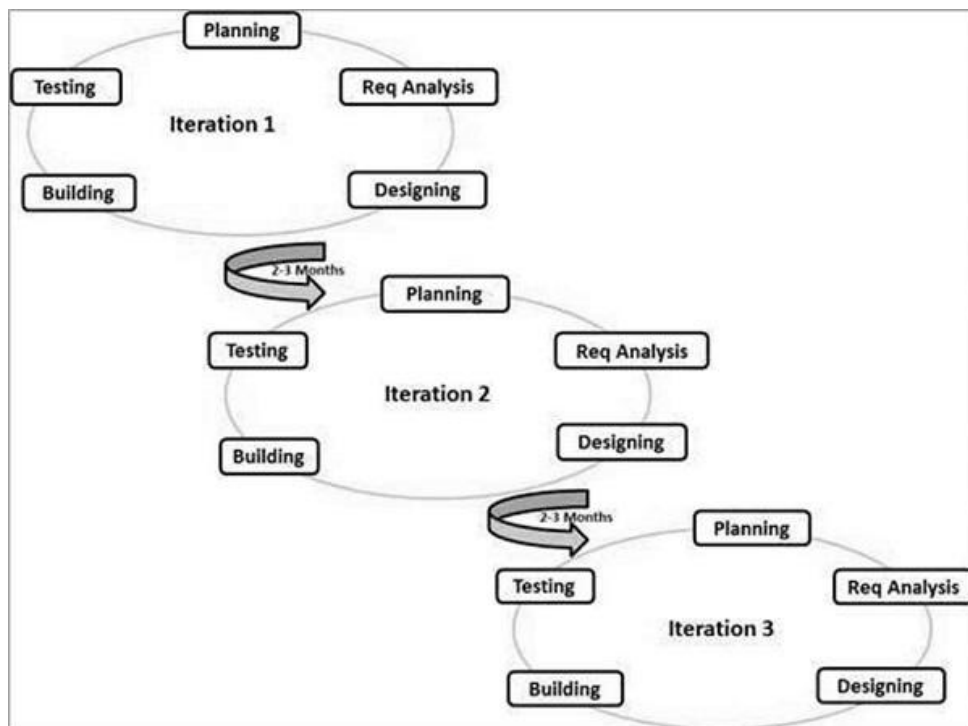 Planning
Testing
Req Analysis
Iteration 1
Building
Designing
2-3 Months
Planning
Testing
Req Analysis
Iteration 2
Building
Designing
2-3 Months
Planning
Testing
Req Analysis
Iteration 3
Building
Designing